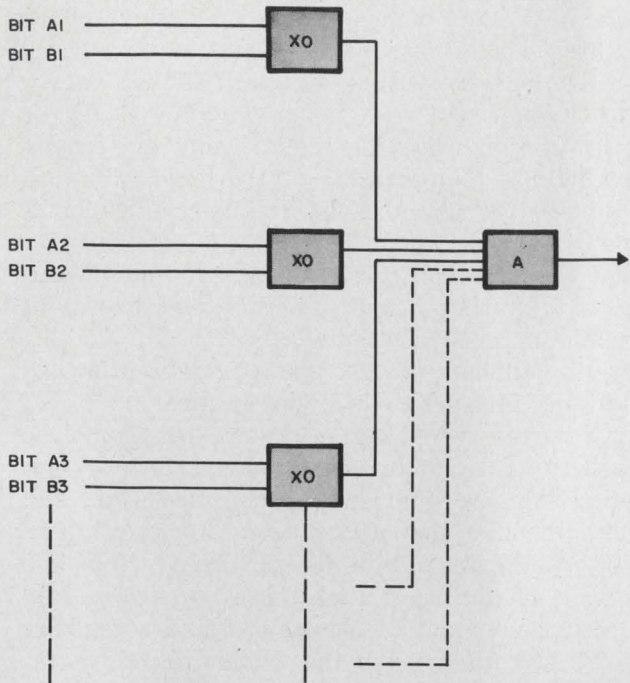 BIT A1
BIT B1
XO
BIT A2
BIT B2
XO
A
BIT A3
BIT B3
XO